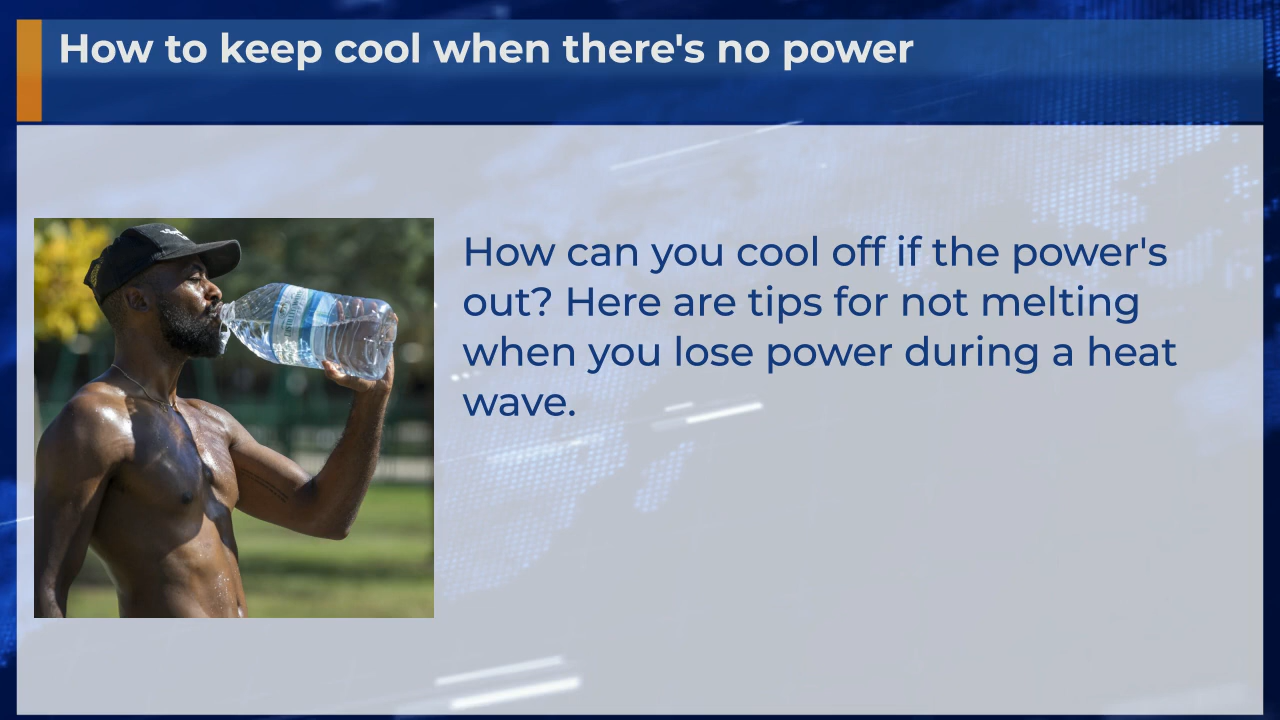 How to keep cool when there's no power
How can you cool off if the power's
out? Here are tips for not melting
when you lose power during a heat
wave.